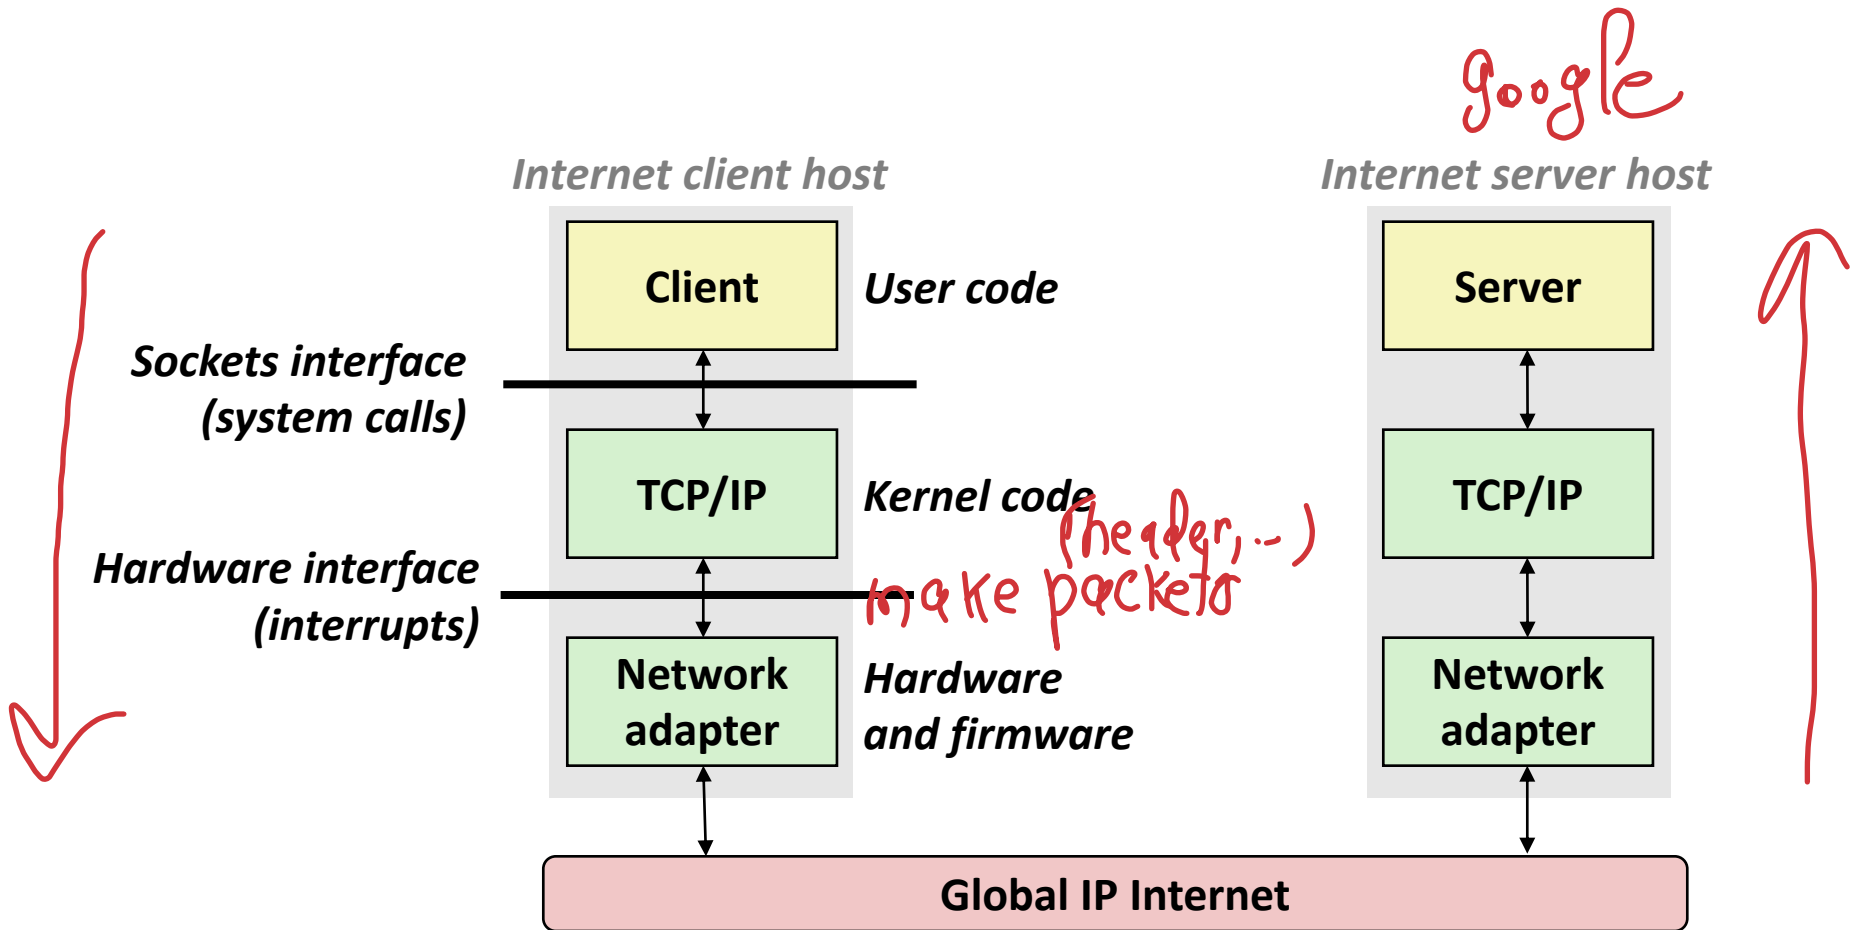 google
Internet client host
Internet server host
Client
User code
Server
Sockets interface
(system calls)
TCP/IP
Kernel code
TCP/IP
(header, ..)
make packets
Hardware interface
(interrupts)
Network
adapter
Hardware
and firmware
Network
adapter
Global IP Internet